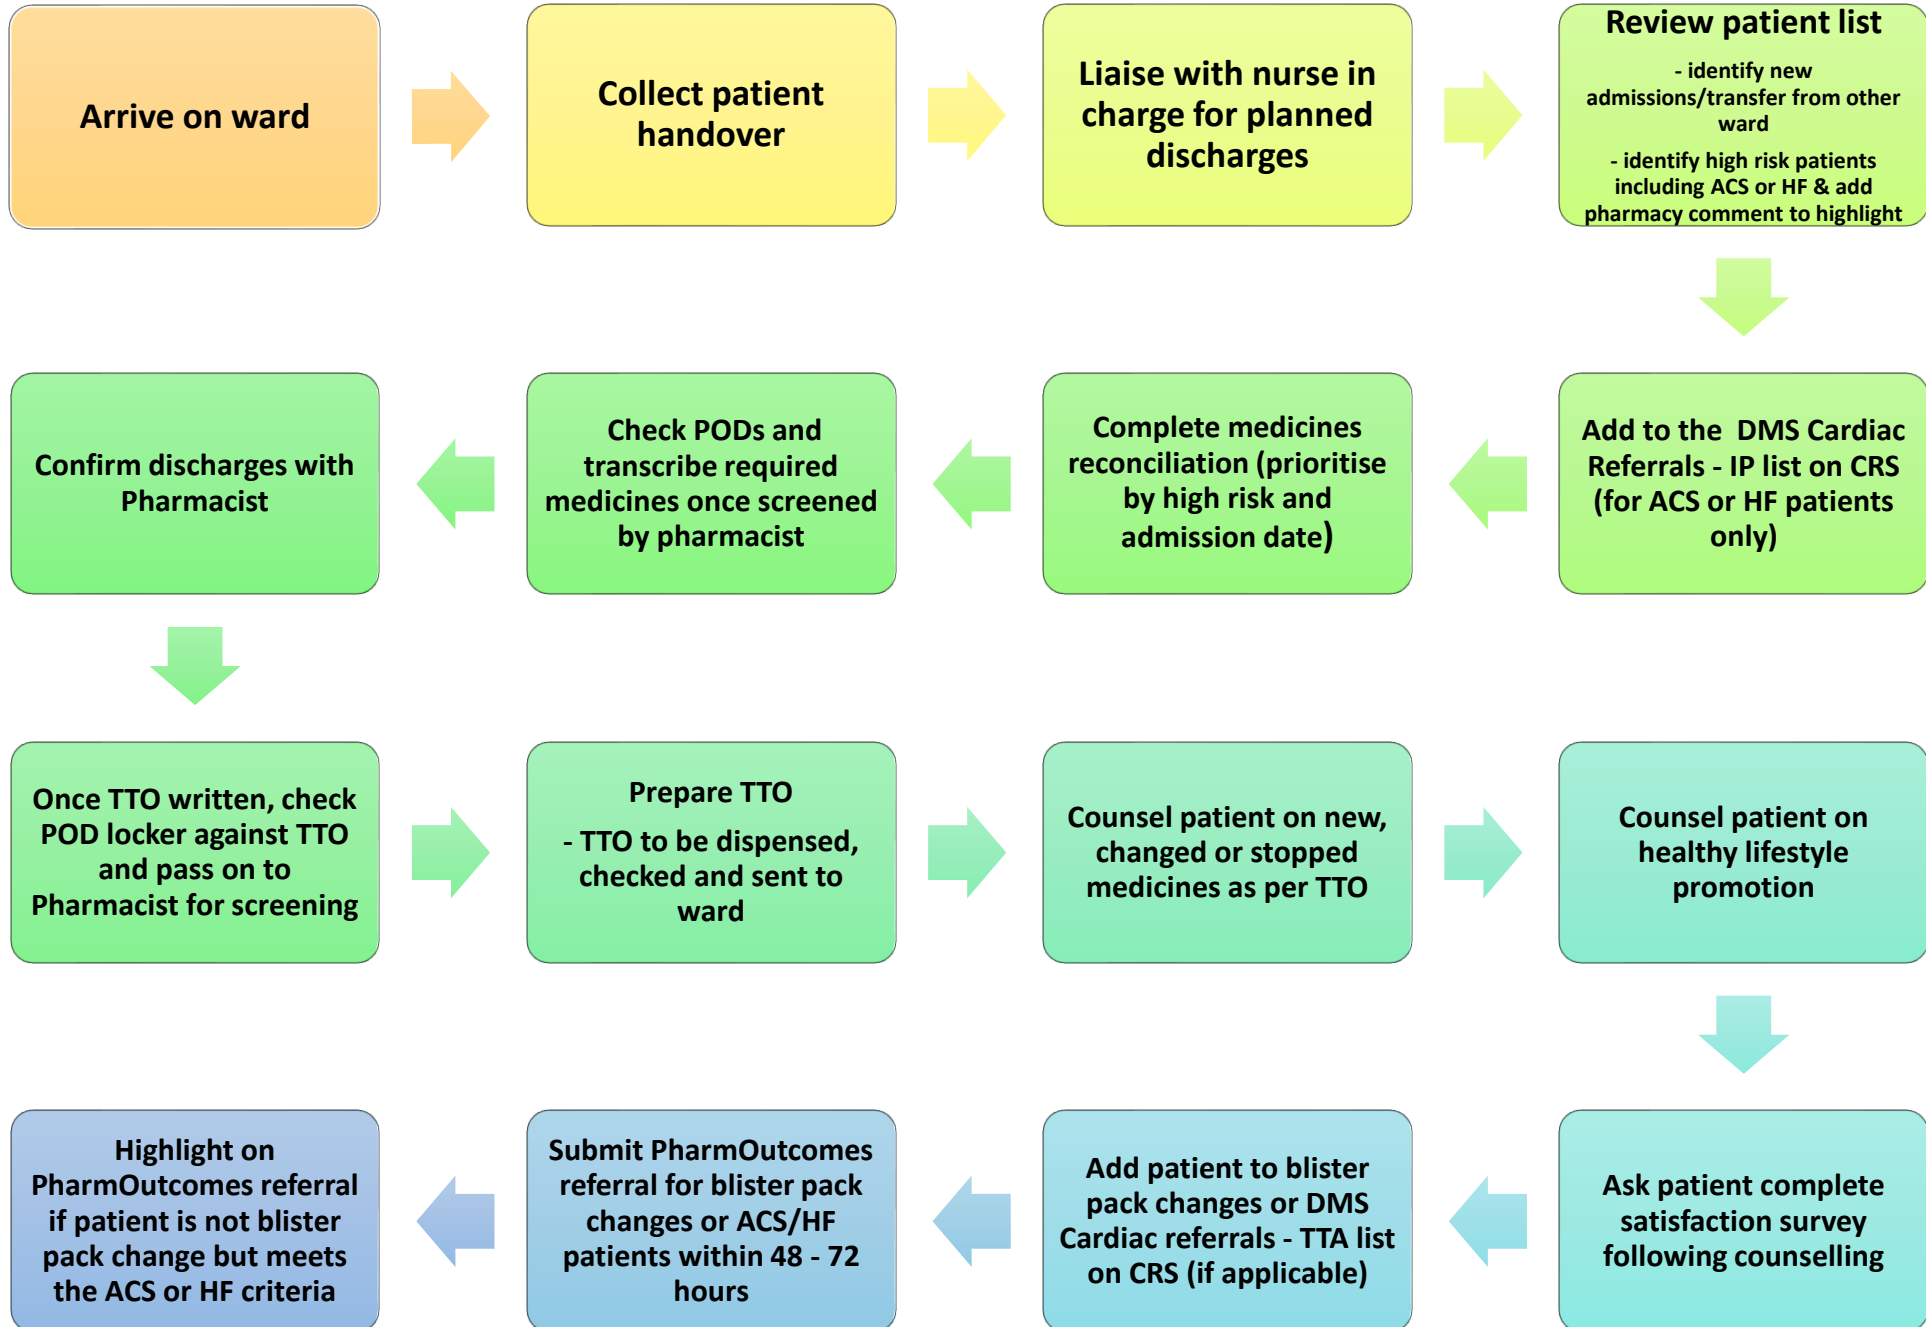 Arrive on ward
Collect patient
handover
Liaise with nurse in
charge for planned
discharges
Review patient list
- identify new
admissions/transfer from other
ward
- identify high risk patients
including ACS or HF & add
pharmacy comment to highlight
Add to the DMS Cardiac
Referrals - IP list on CRS
(for ACS or HF patients
only)
Complete medicines
reconciliation (prioritise
by high risk and
admission date)
Check PODs and
transcribe required
medicines once screened
by pharmacist
Confirm discharges with
Pharmacist
Once TTO written, check
POD locker against TTO
and pass on to
Pharmacist for screening
Prepare TTO
- TTO to be dispensed,
checked and sent to
ward
Counsel patient on new,
changed or stopped
medicines as per TTO
Counsel patient on
healthy lifestyle
promotion
Ask patient complete
satisfaction survey
following counselling
Add patient to blister
pack changes or DMS
Cardiac referrals - TTA list
on CRS (if applicable)
Submit PharmOutcomes
referral for blister pack
changes or ACS/HF
patients within 48 - 72
hours
Highlight on
PharmOutcomes referral
if patient is not blister
pack change but meets
the ACS or HF criteria